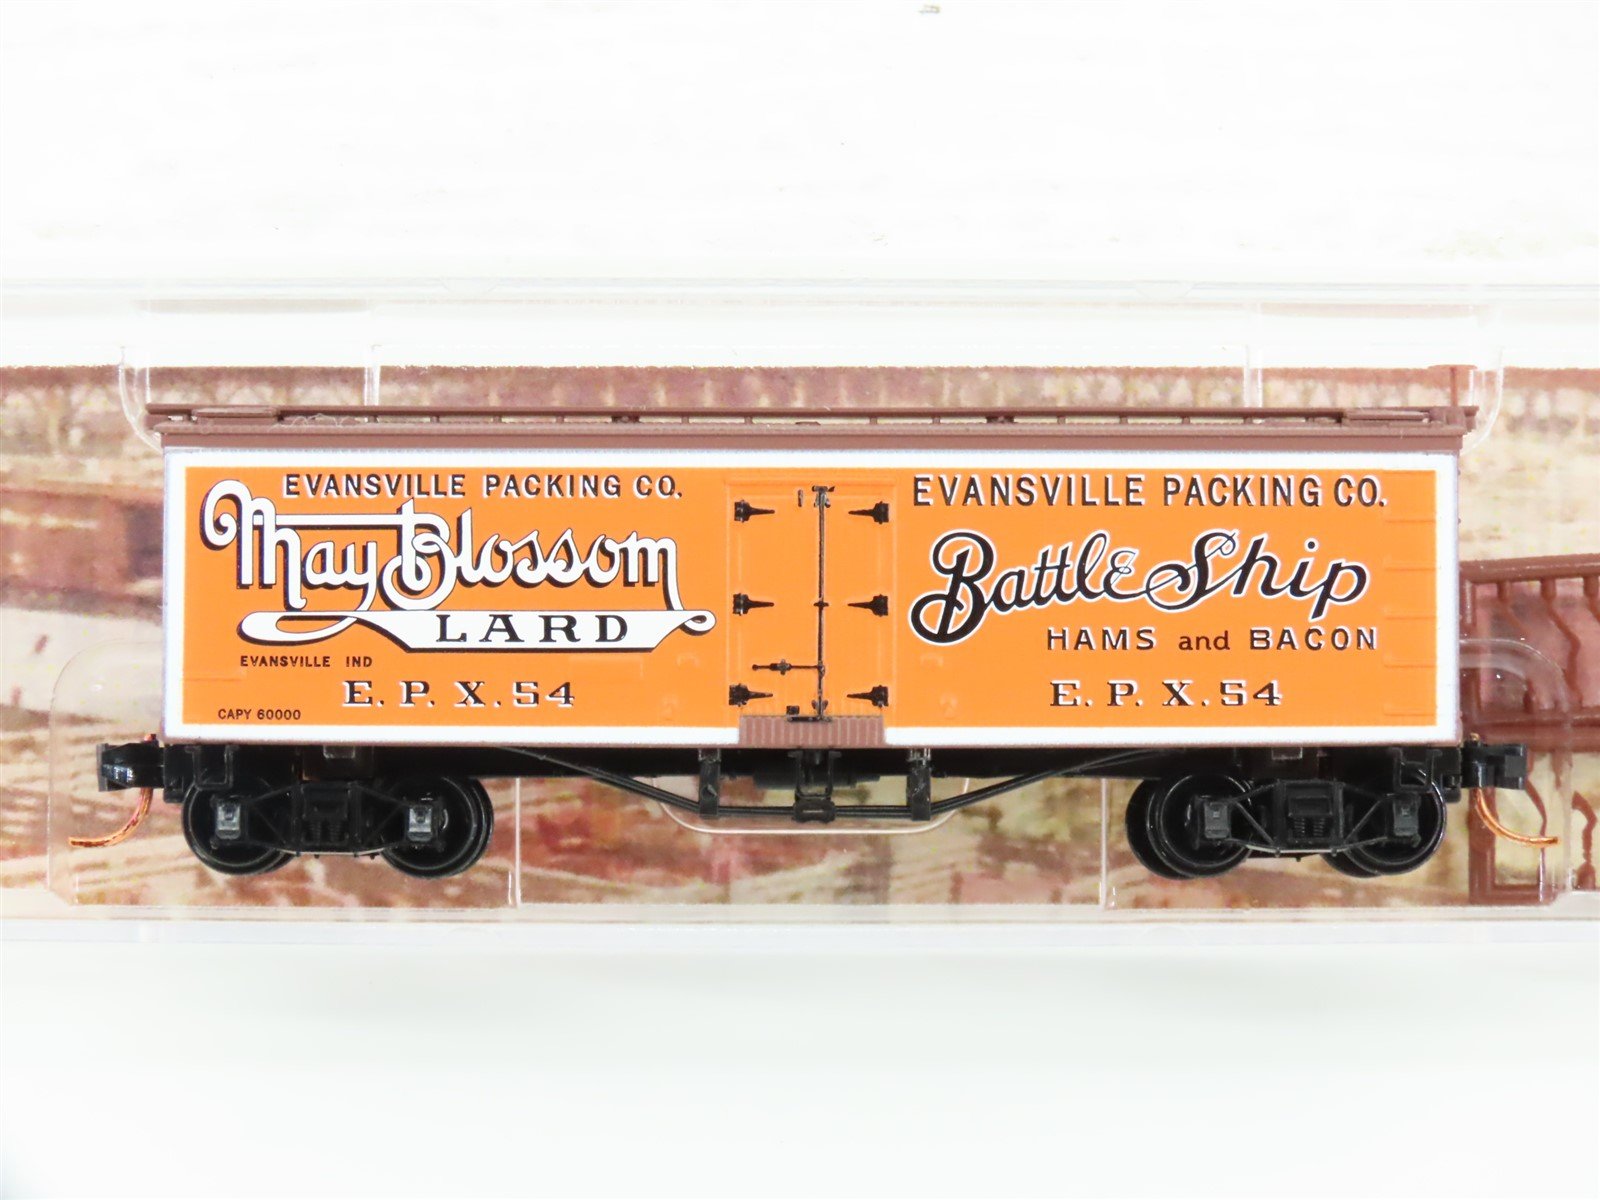 EVANSVILLE PACKING CO.
May Blossom
LARD
EVANSVILLE IND
E. P. X. 54
CAPY 60000
EVANSVILLE PACKING CO.
Battle Ship
HAMS and BACON
E. P. X. 54